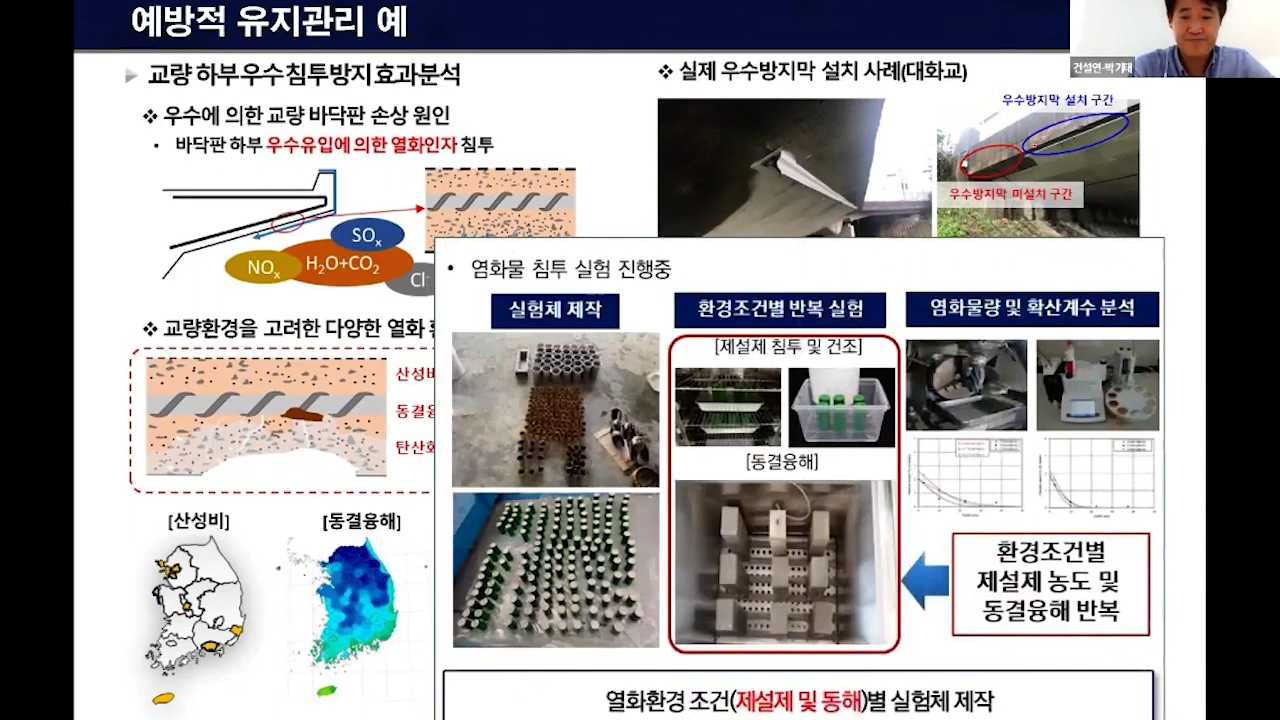 예방적 유지관리 예
건설연-박기태
교량 하부 우수 침투방지 효과분석
우수에 의한 교량 바닥판 손상 원인
• 바닥판 하부 우수유입에 의한 열화인자 침투
SOx
NOx
H2O+CO2
Cl-
교량환경을 고려한 다양한 열화
산성비
동결융
탄산화
[산성비]
[동결융해]
실제 우수방지막 설치 사례(대화교)
우수방지막 설치 구간
우수방지막 미설치 구간
• 염화물 침투 실험 진행중
실험체 제작
환경조건별 반복 실험
염화물량 및 확산계수 분석
[제설제 침투 및 건조]
[동결융해]
환경조건별
제설제 농도 및
동결융해 반복
열화환경 조건(제설제 및 동해)별 실험체 제작